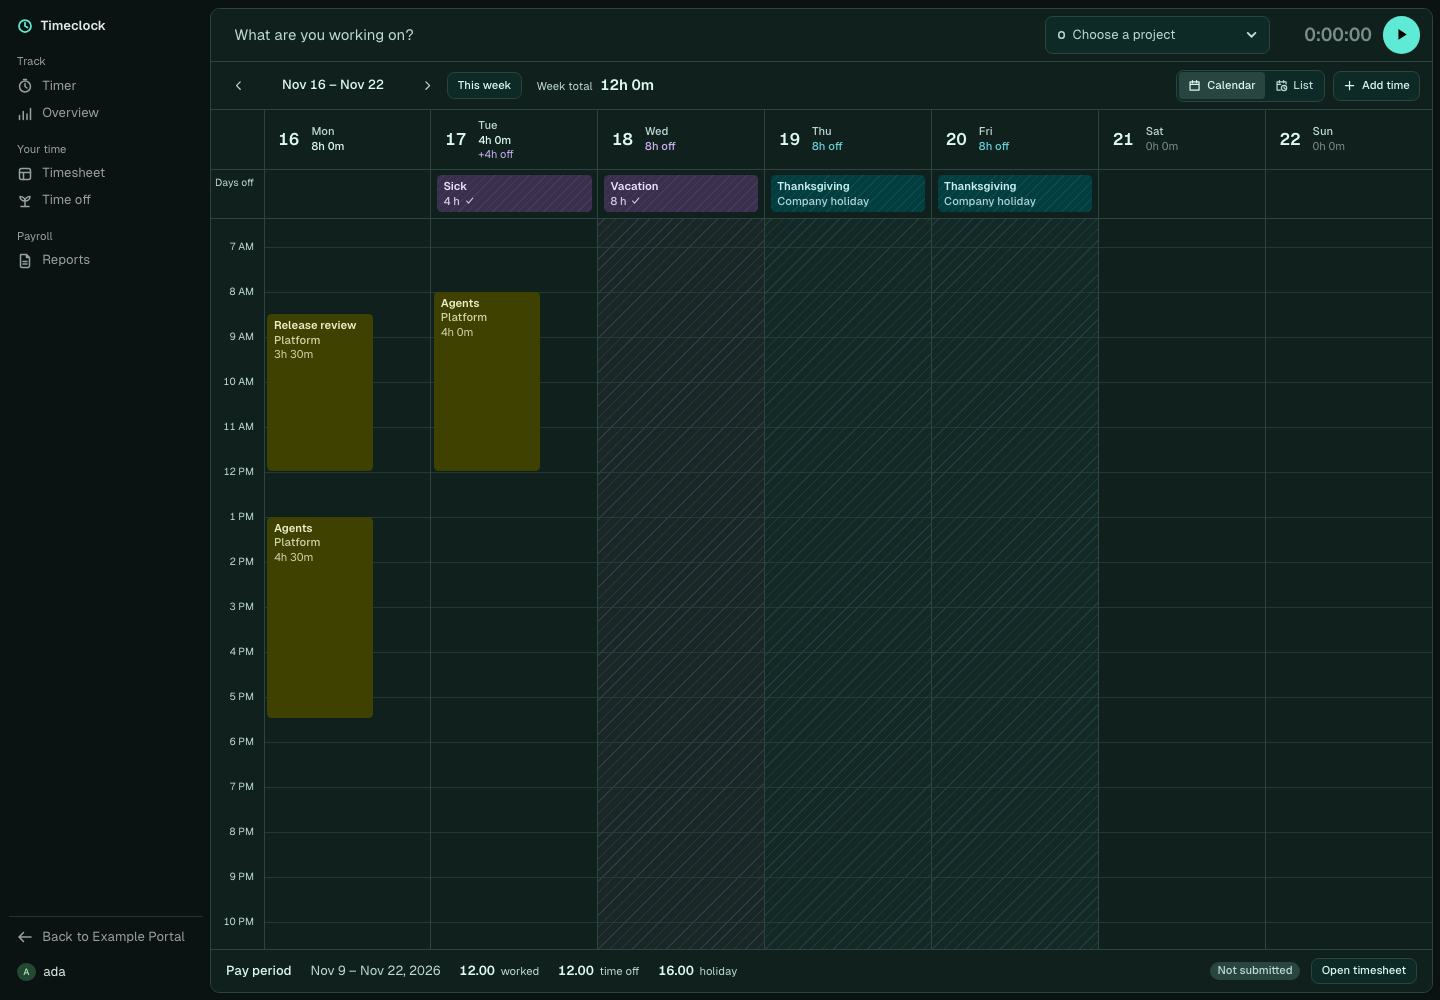 Timeclock
Track
Timer
Overview
Your time
Timesheet
Time off
Payroll
Reports
Back to Example Portal
A
ada
What are you working on?
Choose a project
0:00:00
Nov 16 – Nov 22
This week
Week total 12h 0m
Calendar
List
Add time
16 Mon 8h 0m
17 Tue 4h 0m +4h off
18 Wed 8h off
19 Thu 8h off
20 Fri 8h off
21 Sat 0h 0m
22 Sun 0h 0m
Days off
Sick
4 h
Vacation
8 h
Thanksgiving
Company holiday
Thanksgiving
Company holiday
7 AM
8 AM
9 AM
10 AM
11 AM
12 PM
1 PM
2 PM
3 PM
4 PM
5 PM
6 PM
7 PM
8 PM
9 PM
10 PM
Release review
Platform
3h 30m
Agents
Platform
4h 30m
Agents
Platform
4h 0m
Pay period Nov 9 – Nov 22, 2026 12.00 worked 12.00 time off 16.00 holiday
Not submitted
Open timesheet